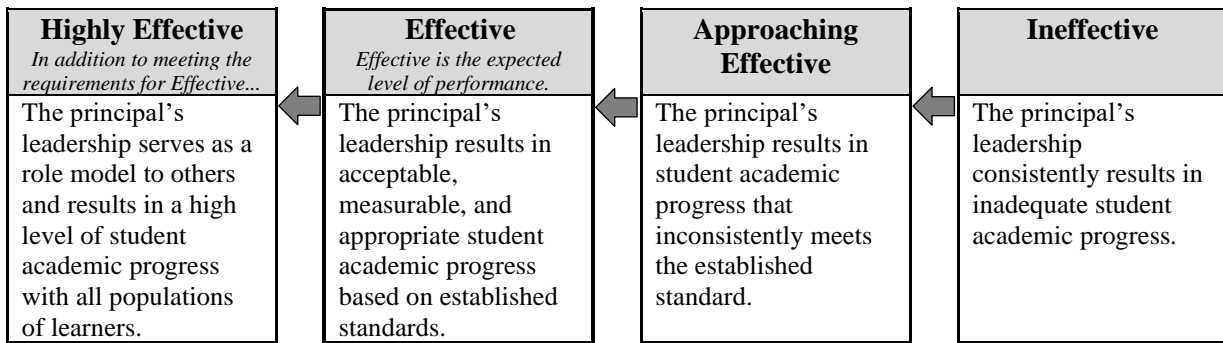 Highly Effective
In addition to meeting the
requirements for Effective...
The principal's
leadership serves as a
role model to others
and results in a high
level of student
academic progress
with all populations
of learners.
Effective
Effective is the expected
level of performance.
The principal's
leadership results in
acceptable,
measurable, and
appropriate student
academic progress
based on established
standards.
Approaching
Effective
The principal's
leadership results in
student academic
progress that
inconsistently meets
the established
standard.
Ineffective
The principal's
leadership
consistently results in
inadequate student
academic progress.